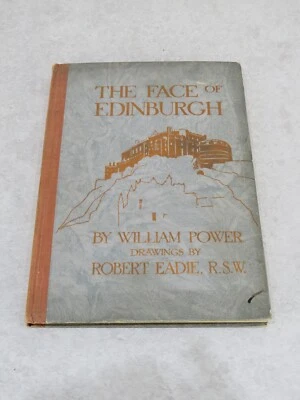 THE FACE OF
EDINBURGH
BY WILLIAM POWER
DRAWINGS BY
ROBERT EADIE, R.S.W.